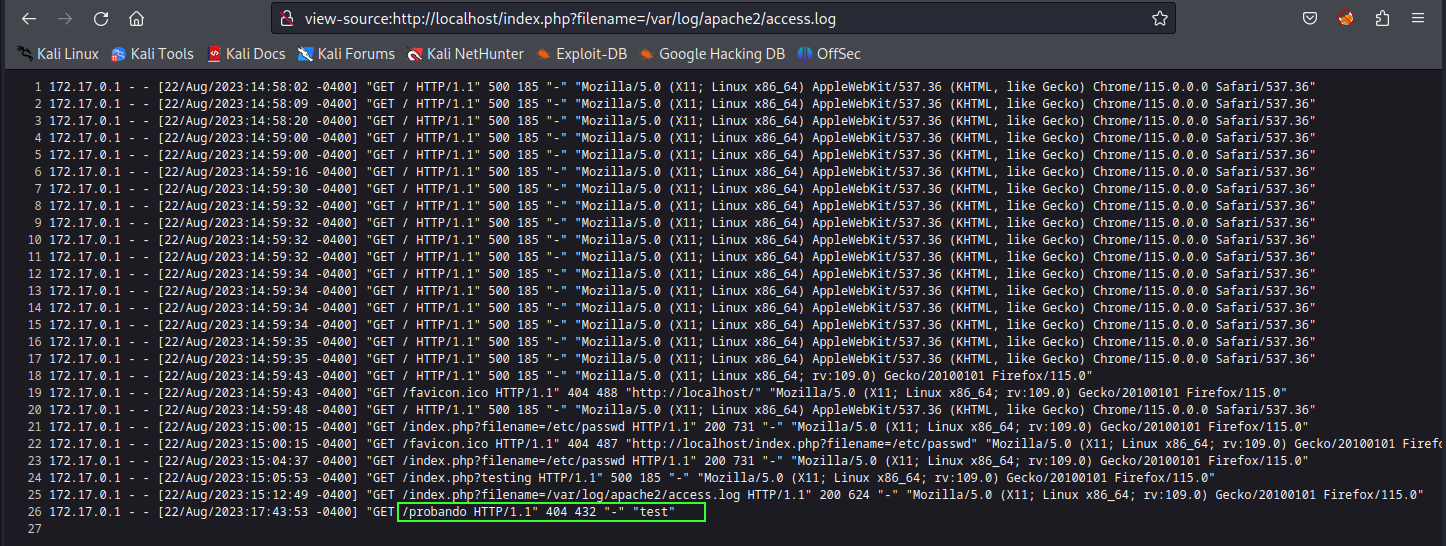 view-source:http://localhost/index.php?filename=/var/log/apache2/access.log
Kali Linux Kali Tools Kali Docs Kali Forums Kali NetHunter Exploit-DB Google Hacking DB OffSec
1 172.17.0.1 - - [22/Aug/2023:14:58:02 -0400] "GET / HTTP/1.1" 500 185 "-" "Mozilla/5.0 (X11; Linux x86_64) AppleWebKit/537.36 (KHTML, like Gecko) Chrome/115.0.0.0 Safari/537.36"
2 172.17.0.1 - - [22/Aug/2023:14:58:09 -0400] "GET / HTTP/1.1" 500 185 "-" "Mozilla/5.0 (X11; Linux x86_64) AppleWebKit/537.36 (KHTML, like Gecko) Chrome/115.0.0.0 Safari/537.36"
3 172.17.0.1 - - [22/Aug/2023:14:58:20 -0400] "GET / HTTP/1.1" 500 185 "-" "Mozilla/5.0 (X11; Linux x86_64) AppleWebKit/537.36 (KHTML, like Gecko) Chrome/115.0.0.0 Safari/537.36"
4 172.17.0.1 - - [22/Aug/2023:14:59:00 -0400] "GET / HTTP/1.1" 500 185 "-" "Mozilla/5.0 (X11; Linux x86_64) AppleWebKit/537.36 (KHTML, like Gecko) Chrome/115.0.0.0 Safari/537.36"
5 172.17.0.1 - - [22/Aug/2023:14:59:00 -0400] "GET / HTTP/1.1" 500 185 "-" "Mozilla/5.0 (X11; Linux x86_64) AppleWebKit/537.36 (KHTML, like Gecko) Chrome/115.0.0.0 Safari/537.36"
6 172.17.0.1 - - [22/Aug/2023:14:59:16 -0400] "GET / HTTP/1.1" 500 185 "-" "Mozilla/5.0 (X11; Linux x86_64) AppleWebKit/537.36 (KHTML, like Gecko) Chrome/115.0.0.0 Safari/537.36"
7 172.17.0.1 - - [22/Aug/2023:14:59:30 -0400] "GET / HTTP/1.1" 500 185 "-" "Mozilla/5.0 (X11; Linux x86_64) AppleWebKit/537.36 (KHTML, like Gecko) Chrome/115.0.0.0 Safari/537.36"
8 172.17.0.1 - - [22/Aug/2023:14:59:32 -0400] "GET / HTTP/1.1" 500 185 "-" "Mozilla/5.0 (X11; Linux x86_64) AppleWebKit/537.36 (KHTML, like Gecko) Chrome/115.0.0.0 Safari/537.36"
9 172.17.0.1 - - [22/Aug/2023:14:59:32 -0400] "GET / HTTP/1.1" 500 185 "-" "Mozilla/5.0 (X11; Linux x86_64) AppleWebKit/537.36 (KHTML, like Gecko) Chrome/115.0.0.0 Safari/537.36"
10 172.17.0.1 - - [22/Aug/2023:14:59:32 -0400] "GET / HTTP/1.1" 500 185 "-" "Mozilla/5.0 (X11; Linux x86_64) AppleWebKit/537.36 (KHTML, like Gecko) Chrome/115.0.0.0 Safari/537.36"
11 172.17.0.1 - - [22/Aug/2023:14:59:32 -0400] "GET / HTTP/1.1" 500 185 "-" "Mozilla/5.0 (X11; Linux x86_64) AppleWebKit/537.36 (KHTML, like Gecko) Chrome/115.0.0.0 Safari/537.36"
12 172.17.0.1 - - [22/Aug/2023:14:59:34 -0400] "GET / HTTP/1.1" 500 185 "-" "Mozilla/5.0 (X11; Linux x86_64) AppleWebKit/537.36 (KHTML, like Gecko) Chrome/115.0.0.0 Safari/537.36"
13 172.17.0.1 - - [22/Aug/2023:14:59:34 -0400] "GET / HTTP/1.1" 500 185 "-" "Mozilla/5.0 (X11; Linux x86_64) AppleWebKit/537.36 (KHTML, like Gecko) Chrome/115.0.0.0 Safari/537.36"
14 172.17.0.1 - - [22/Aug/2023:14:59:34 -0400] "GET / HTTP/1.1" 500 185 "-" "Mozilla/5.0 (X11; Linux x86_64) AppleWebKit/537.36 (KHTML, like Gecko) Chrome/115.0.0.0 Safari/537.36"
15 172.17.0.1 - - [22/Aug/2023:14:59:34 -0400] "GET / HTTP/1.1" 500 185 "-" "Mozilla/5.0 (X11; Linux x86_64) AppleWebKit/537.36 (KHTML, like Gecko) Chrome/115.0.0.0 Safari/537.36"
16 172.17.0.1 - - [22/Aug/2023:14:59:35 -0400] "GET / HTTP/1.1" 500 185 "-" "Mozilla/5.0 (X11; Linux x86_64) AppleWebKit/537.36 (KHTML, like Gecko) Chrome/115.0.0.0 Safari/537.36"
17 172.17.0.1 - - [22/Aug/2023:14:59:35 -0400] "GET / HTTP/1.1" 500 185 "-" "Mozilla/5.0 (X11; Linux x86_64) AppleWebKit/537.36 (KHTML, like Gecko) Chrome/115.0.0.0 Safari/537.36"
18 172.17.0.1 - - [22/Aug/2023:14:59:43 -0400] "GET / HTTP/1.1" 500 185 "-" "Mozilla/5.0 (X11; Linux x86_64; rv:109.0) Gecko/20100101 Firefox/115.0"
19 172.17.0.1 - - [22/Aug/2023:14:59:43 -0400] "GET /favicon.ico HTTP/1.1" 404 488 "http://localhost/" "Mozilla/5.0 (X11; Linux x86_64; rv:109.0) Gecko/20100101 Firefox/115.0"
20 172.17.0.1 - - [22/Aug/2023:14:59:48 -0400] "GET / HTTP/1.1" 500 185 "-" "Mozilla/5.0 (X11; Linux x86_64) AppleWebKit/537.36 (KHTML, like Gecko) Chrome/115.0.0.0 Safari/537.36"
21 172.17.0.1 - - [22/Aug/2023:15:00:15 -0400] "GET /index.php?filename=/etc/passwd HTTP/1.1" 200 731 "-" "Mozilla/5.0 (X11; Linux x86_64; rv:109.0) Gecko/20100101 Firefox/115.0"
22 172.17.0.1 - - [22/Aug/2023:15:00:15 -0400] "GET /favicon.ico HTTP/1.1" 404 487 "http://localhost/index.php?filename=/etc/passwd" "Mozilla/5.0 (X11; Linux x86_64; rv:109.0) Gecko/20100101 Firefo
23 172.17.0.1 - - [22/Aug/2023:15:04:37 -0400] "GET /index.php?filename=/etc/passwd HTTP/1.1" 200 731 "-" "Mozilla/5.0 (X11; Linux x86_64; rv:109.0) Gecko/20100101 Firefox/115.0"
24 172.17.0.1 - - [22/Aug/2023:15:05:53 -0400] "GET /index.php?testing HTTP/1.1" 500 185 "-" "Mozilla/5.0 (X11; Linux x86_64; rv:109.0) Gecko/20100101 Firefox/115.0"
25 172.17.0.1 - - [22/Aug/2023:15:12:49 -0400] "GET /index.php?filename=/var/log/apache2/access.log HTTP/1.1" 200 624 "-" "Mozilla/5.0 (X11; Linux x86_64; rv:109.0) Gecko/20100101 Firefox/115.0"
26 172.17.0.1 - - [22/Aug/2023:17:43:53 -0400] "GET /probando HTTP/1.1" 404 432 "-" "test"
27